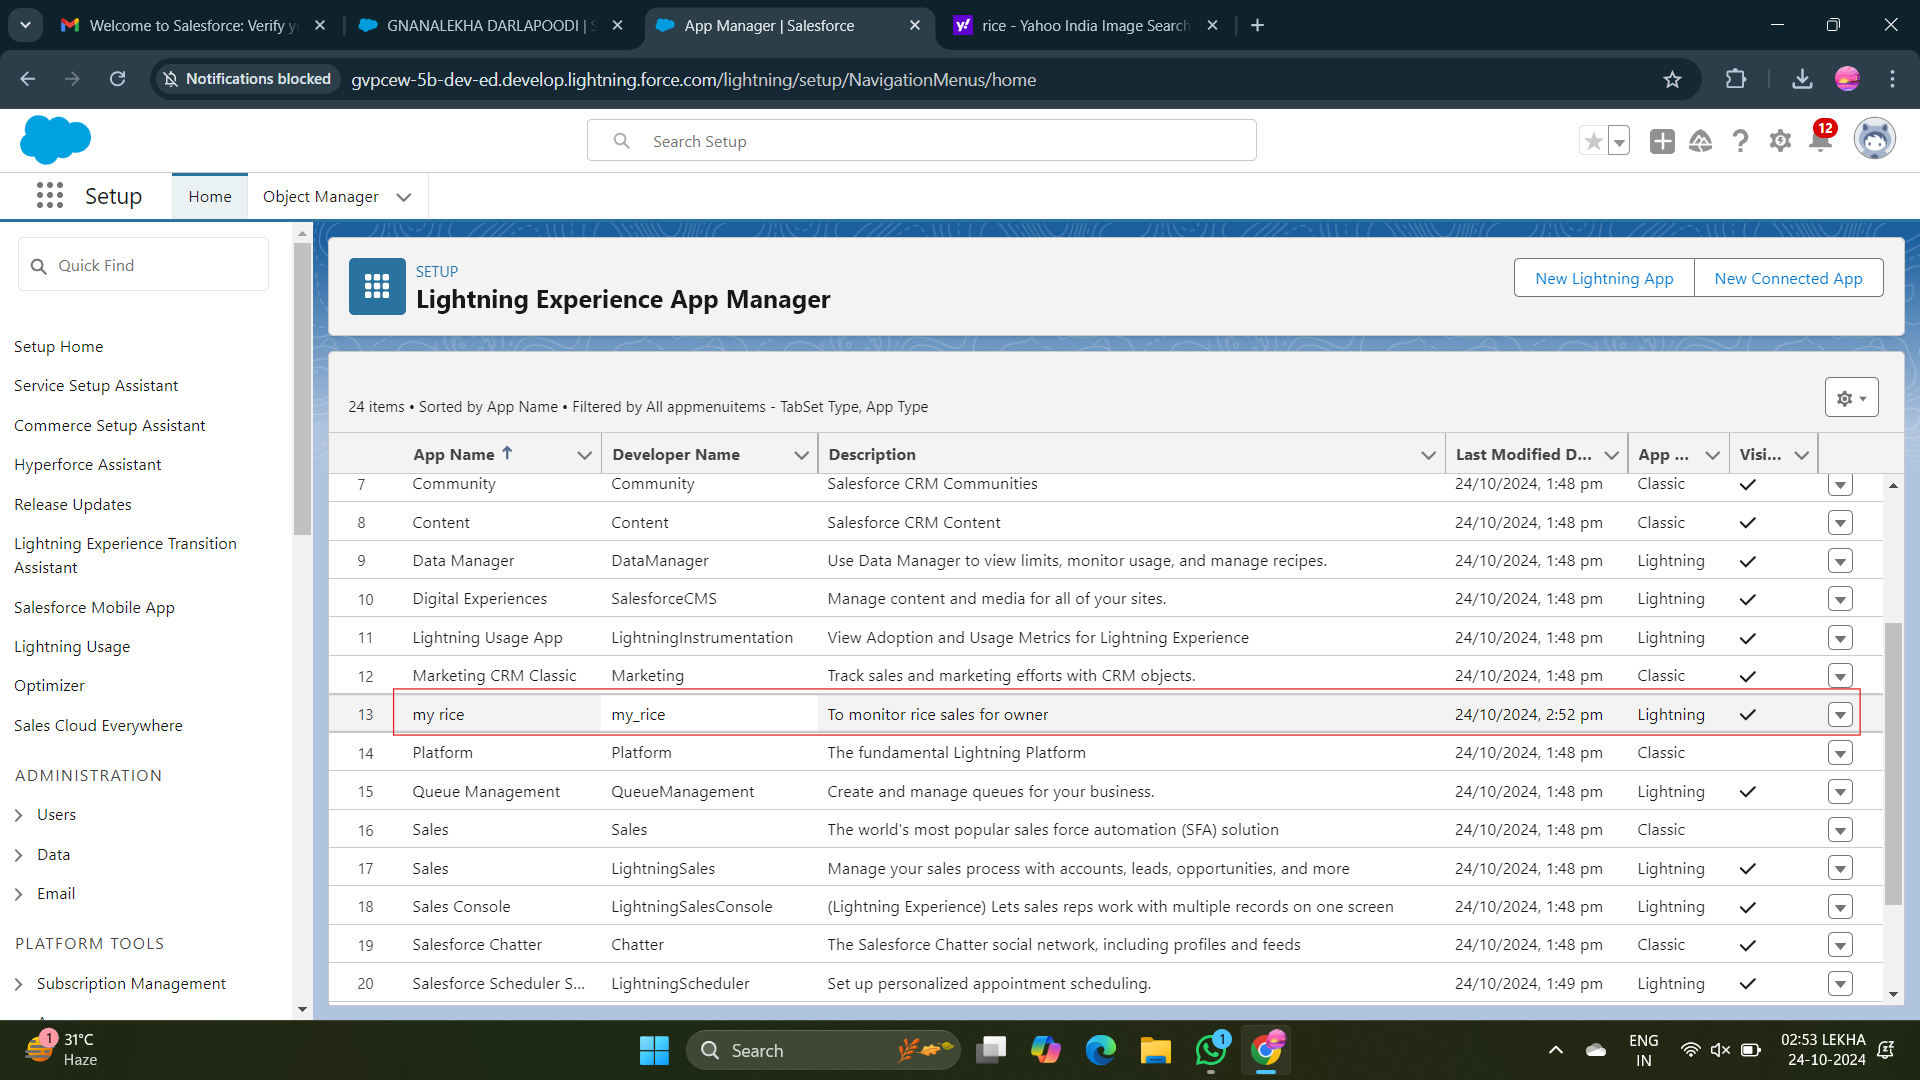 Welcome to Salesforce: Verify y
GNANALEKHA DARLAPOODI | S
App Manager | Salesforce
rice - Yahoo India Image Search
Notifications blocked
gvpcew-5b-dev-ed.develop.lightning.force.com/lightning/setup/NavigationMenus/home
Search Setup
12
Setup
Home
Object Manager
Quick Find
Setup Home
Service Setup Assistant
Commerce Setup Assistant
Hyperforce Assistant
Release Updates
Lightning Experience Transition
Assistant
Salesforce Mobile App
Lightning Usage
Optimizer
Sales Cloud Everywhere
ADMINISTRATION
Users
Data
Email
PLATFORM TOOLS
Subscription Management
SETUP
Lightning Experience App Manager
New Lightning App
New Connected App
24 items • Sorted by App Name • Filtered by All appmenuitems - TabSet Type, App Type
App Name Developer Name Description Last Modified D... App ... Visi...
7 Community Community Salesforce CRM Communities 24/10/2024, 1:48 pm Classic
8 Content Content Salesforce CRM Content 24/10/2024, 1:48 pm Classic
9 Data Manager DataManager Use Data Manager to view limits, monitor usage, and manage recipes. 24/10/2024, 1:48 pm Lightning
10 Digital Experiences SalesforceCMS Manage content and media for all of your sites. 24/10/2024, 1:48 pm Lightning
11 Lightning Usage App LightningInstrumentation View Adoption and Usage Metrics for Lightning Experience 24/10/2024, 1:48 pm Lightning
12 Marketing CRM Classic Marketing Track sales and marketing efforts with CRM objects. 24/10/2024, 1:48 pm Classic
13 my rice my_rice To monitor rice sales for owner 24/10/2024, 2:52 pm Lightning
14 Platform Platform The fundamental Lightning Platform 24/10/2024, 1:48 pm Classic
15 Queue Management QueueManagement Create and manage queues for your business. 24/10/2024, 1:48 pm Lightning
16 Sales Sales The world's most popular sales force automation (SFA) solution 24/10/2024, 1:48 pm Classic
17 Sales LightningSales Manage your sales process with accounts, leads, opportunities, and more 24/10/2024, 1:48 pm Lightning
18 Sales Console LightningSalesConsole (Lightning Experience) Lets sales reps work with multiple records on one screen 24/10/2024, 1:48 pm Lightning
19 Salesforce Chatter Chatter The Salesforce Chatter social network, including profiles and feeds 24/10/2024, 1:48 pm Classic
20 Salesforce Scheduler S... LightningScheduler Set up personalized appointment scheduling. 24/10/2024, 1:49 pm Lightning
1
31°C
Haze
Search
1
ENG
IN
02:53 LEKHA
24-10-2024